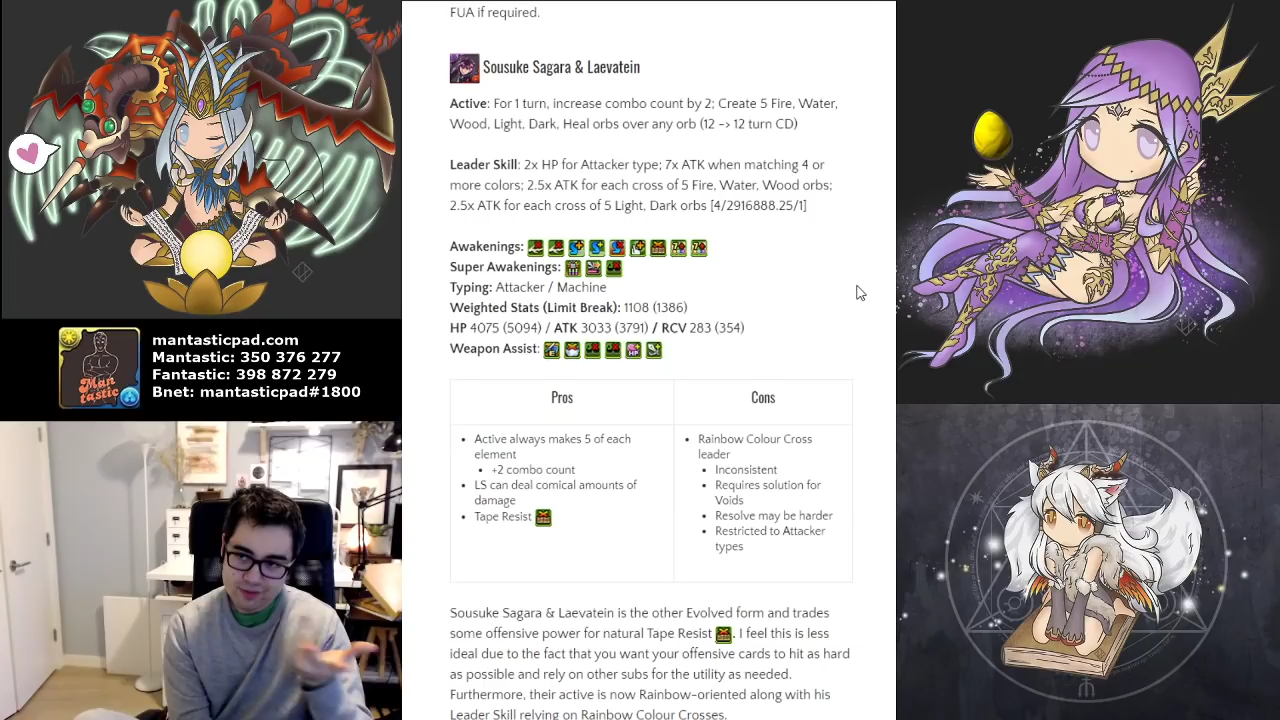 FUA if required.
Sousuke Sagara & Laevatein
Active: For 1 turn, increase combo count by 2; Create 5 Fire, Water,
Wood, Light, Dark, Heal orbs over any orb (12 -> 12 turn CD)
Leader Skill: 2x HP for Attacker type; 7x ATK when matching 4 or
more colors; 2.5x ATK for each cross of 5 Fire, Water, Wood orbs;
2.5x ATK for each cross of 5 Light, Dark orbs [4/2916888.25/1]
Awakenings:
Super Awakenings:
Typing: Attacker / Machine
Weighted Stats (Limit Break): 1108 (1386)
HP 4075 (5094) / ATK 3033 (3791) / RCV 283 (354)
Weapon Assist:
Pros
Active always makes 5 of each
element
+2 combo count
LS can deal comical amounts of
damage
Tape Resist
Cons
Rainbow Colour Cross
leader
Inconsistent
Requires solution for
Voids
Resolve may be harder
Restricted to Attacker
types
Sousuke Sagara & Laevatein is the other Evolved form and trades
some offensive power for natural Tape Resist . I feel this is less
ideal due to the fact that you want your offensive cards to hit as hard
as possible and rely on other subs for the utility as needed.
Furthermore, their active is now Rainbow-oriented along with his
Leader Skill relying on Rainbow Colour Crosses.
Man
tastic
mantasticpad.com
Mantastic: 350 376 277
Fantastic: 398 872 279
Bnet: mantasticpad#1800